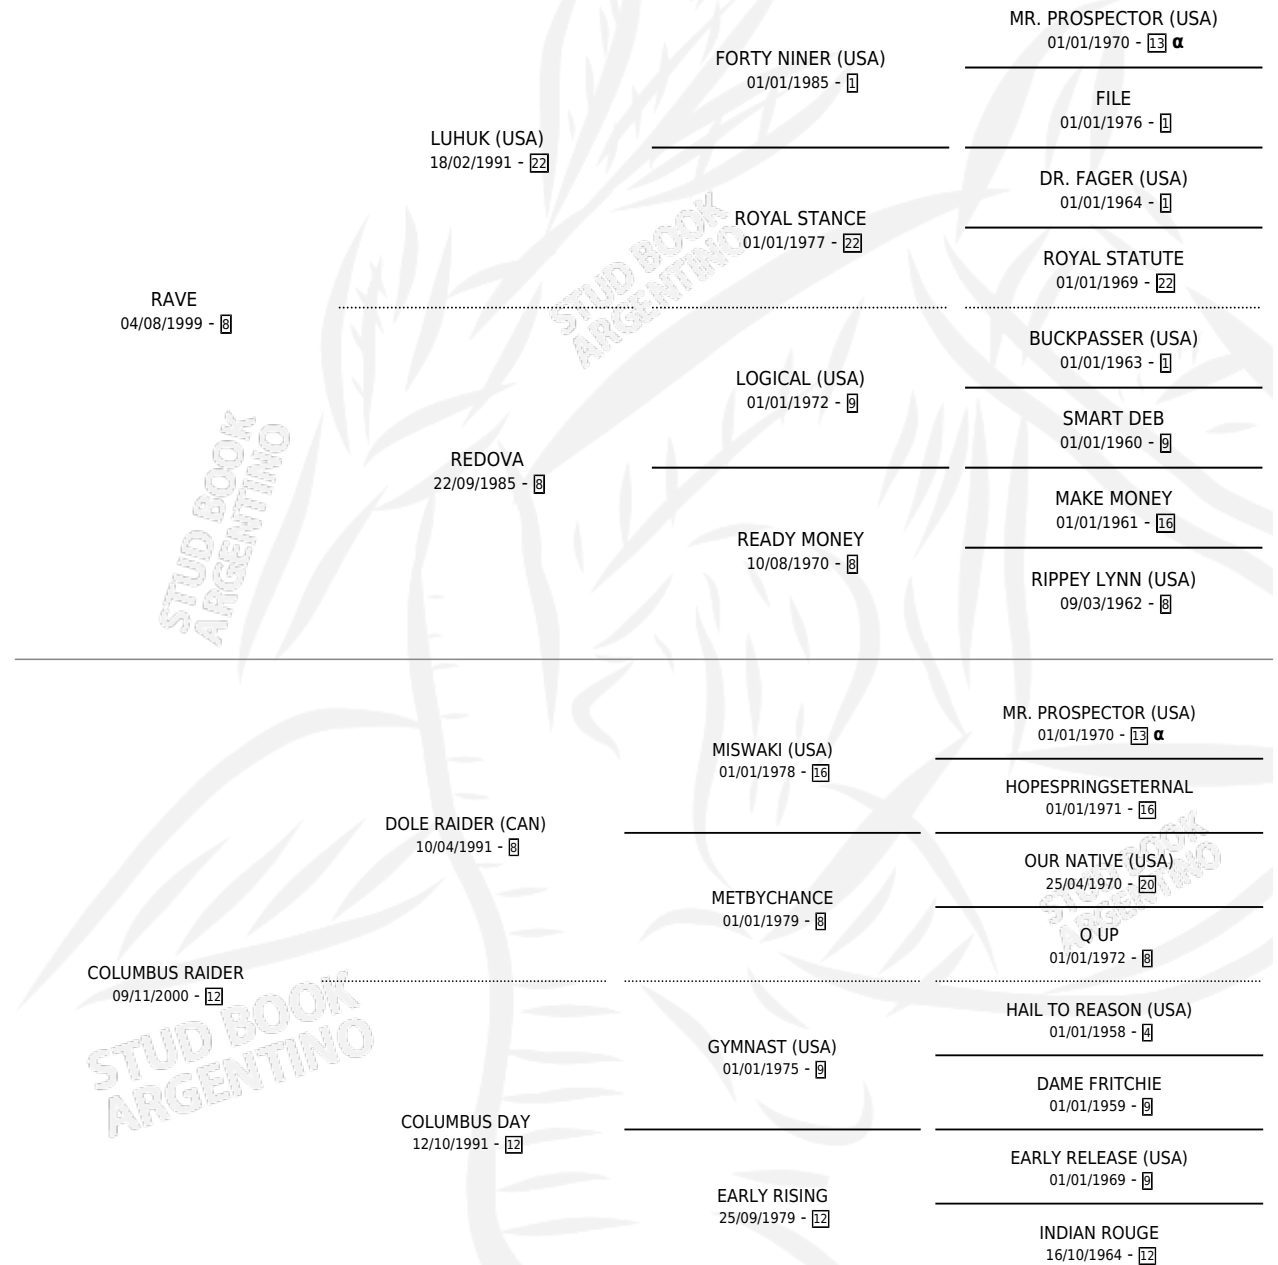 MR. PROSPECTOR (USA)
01/01/1970 - 13 α
FORTY NINER (USA)
01/01/1985 - 1
FILE
01/01/1976 - 1
LUHUK (USA)
18/02/1991 - 22
DR. FAGER (USA)
01/01/1964 - 1
ROYAL STANCE
01/01/1977 - 22
ROYAL STATUTE
01/01/1969 - 22
RAVE
04/08/1999 - 8
BUCKPASSER (USA)
01/01/1963 - 1
LOGICAL (USA)
01/01/1972 - 9
SMART DEB
01/01/1960 - 9
REDOVA
22/09/1985 - 8
MAKE MONEY
01/01/1961 - 16
READY MONEY
10/08/1970 - 8
RIPPEY LYNN (USA)
09/03/1962 - 8
STUD BOOK
ARGENTINO
STUD BOOK
ARGENTINO
MR. PROSPECTOR (USA)
01/01/1970 - 13 α
MISWAKI (USA)
01/01/1978 - 16
HOPESPRINGSETERNAL
01/01/1971 - 16
DOLE RAIDER (CAN)
10/04/1991 - 8
OUR NATIVE (USA)
25/04/1970 - 20
METBYCHANCE
01/01/1979 - 8
Q UP
01/01/1972 - 8
COLUMBUS RAIDER
09/11/2000 - 12
HAIL TO REASON (USA)
01/01/1958 - 4
GYMNAST (USA)
01/01/1975 - 9
DAME FRITCHIE
01/01/1959 - 9
COLUMBUS DAY
12/10/1991 - 12
EARLY RELEASE (USA)
01/01/1969 - 9
EARLY RISING
25/09/1979 - 12
INDIAN ROUGE
16/10/1964 - 12
STUD BOOK
ARGENTINO
STUD BOOK
ARGENTINO